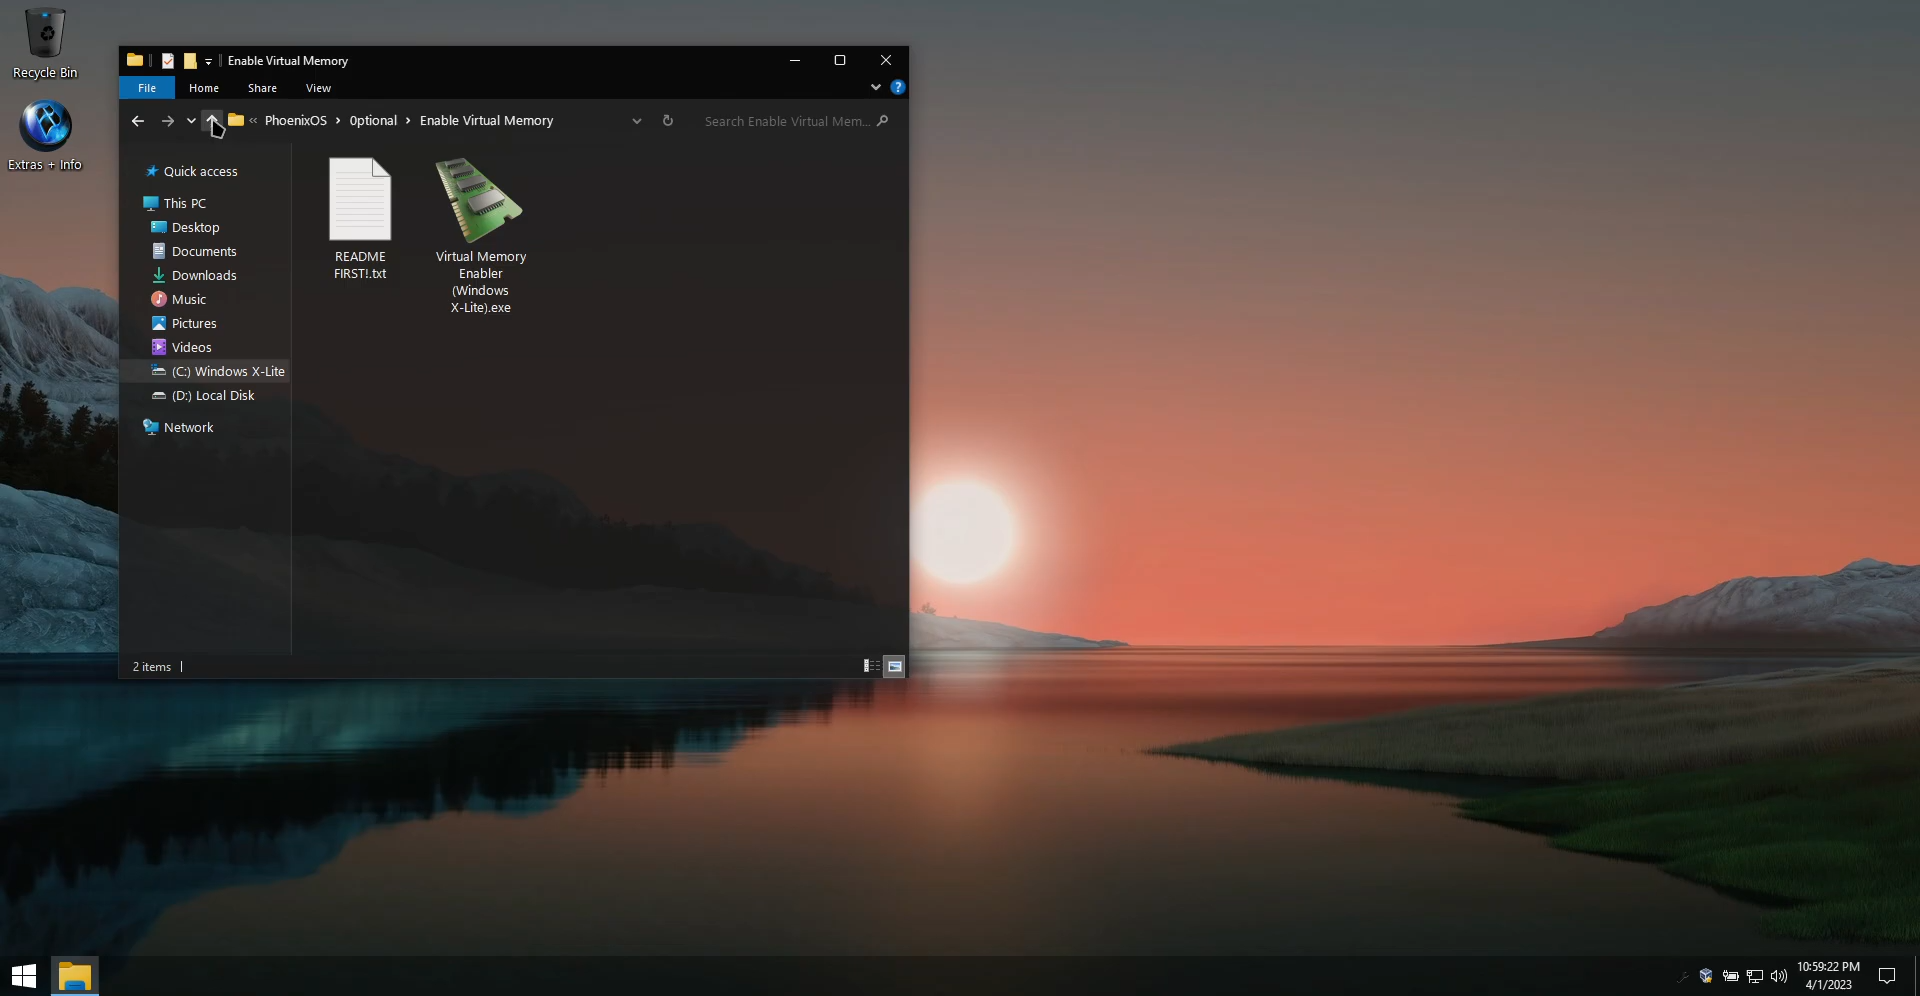 Recycle Bin
Extras + Info
Enable Virtual Memory
File Home Share View
« PhoenixOS › 0ptional › Enable Virtual Memory
Search Enable Virtual Mem...
Quick access
This PC
Desktop
Documents
Downloads
Music
Pictures
Videos
(C:) Windows X-Lite
(D:) Local Disk
Network
README
FIRST!.txt
Virtual Memory
Enabler
(Windows
X-Lite).exe
2 items
10:59:22 PM
4/1/2023